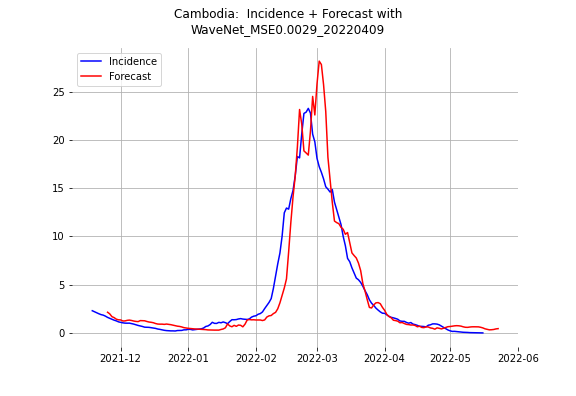 Cambodia:  Incidence + Forecast with
WaveNet_MSE0.0029_20220409
Incidence
Forecast
25
20
15
10
5
0
2021-12 2022-01 2022-02 2022-03 2022-04 2022-05 2022-06